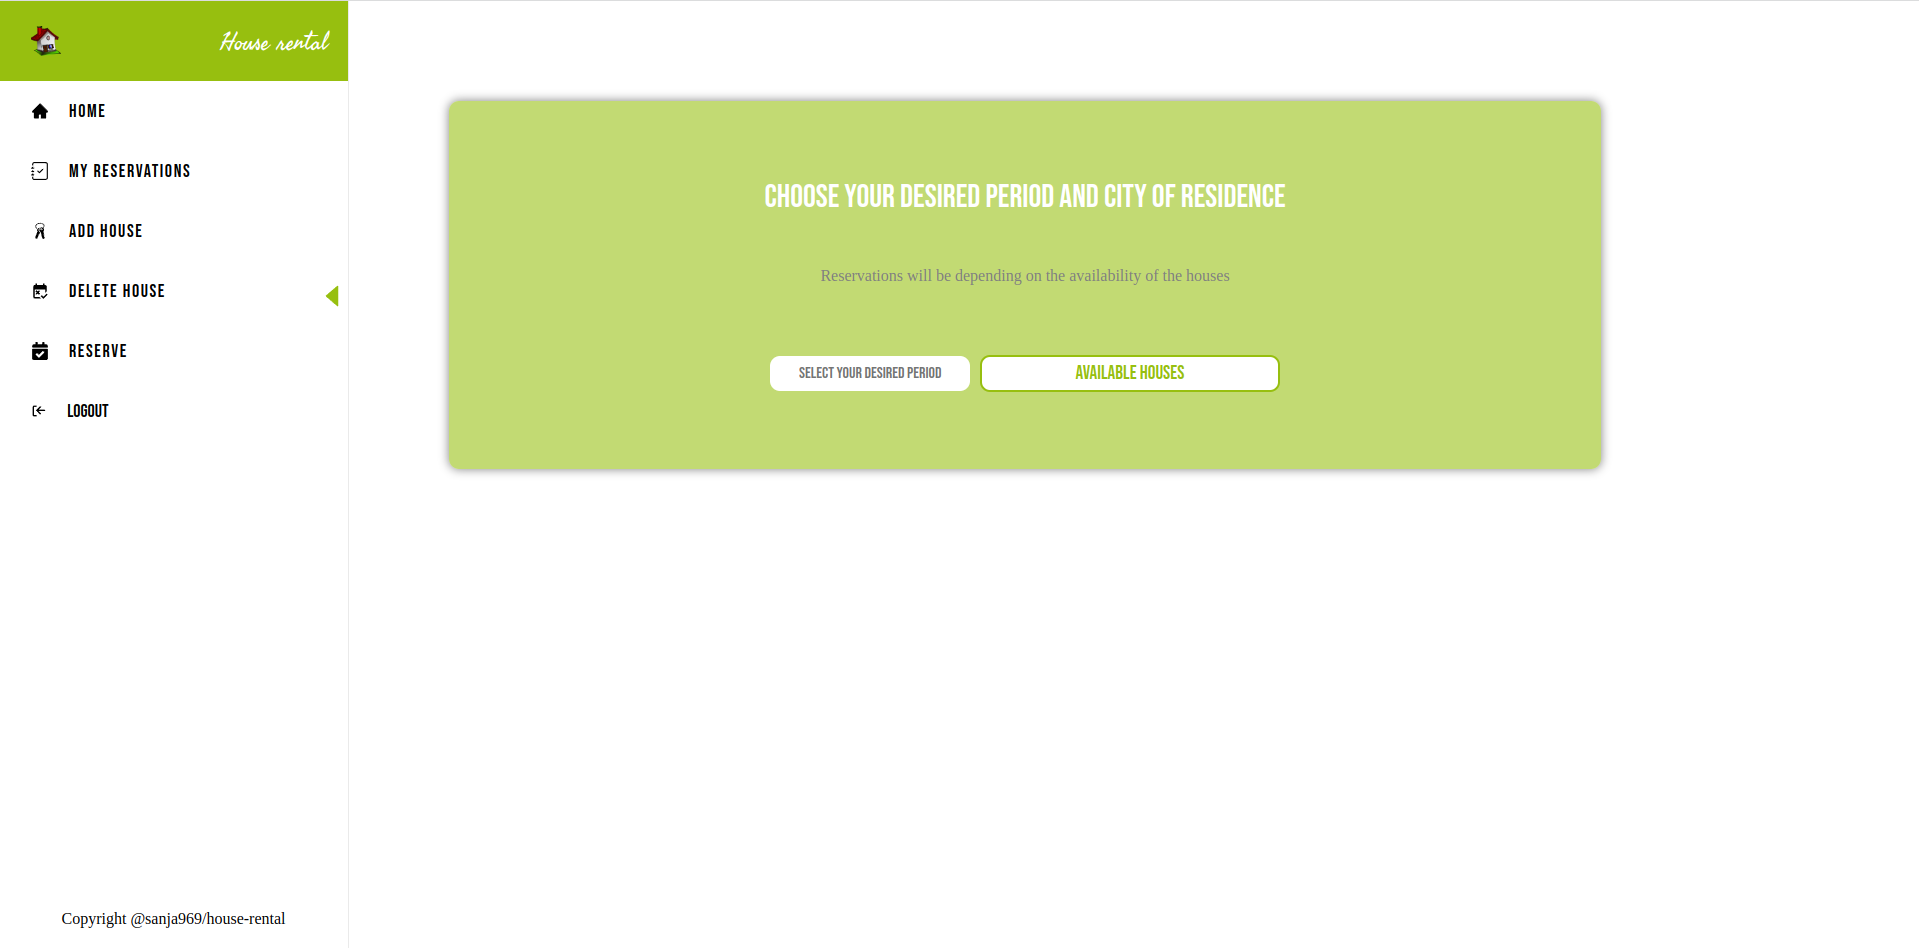 House rental
HOME
MY RESERVATIONS
ADD HOUSE
DELETE HOUSE
RESERVE
LOGOUT
Copyright @sanja969/house-rental
CHOOSE YOUR DESIRED PERIOD AND CITY OF RESIDENCE
Reservations will be depending on the availability of the houses
SELECT YOUR DESIRED PERIOD
AVAILABLE HOUSES